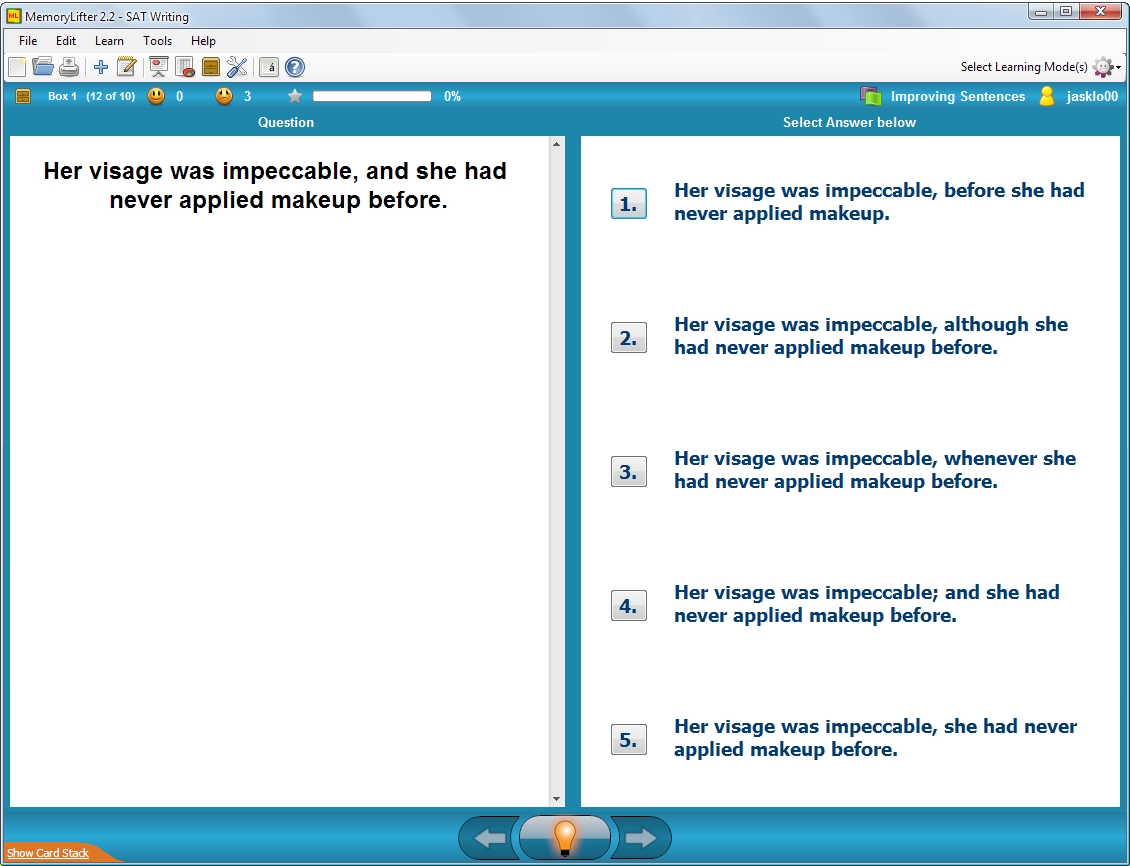 MemoryLifter 2.2 - SAT Writing
File Edit Learn Tools Help
á ? Select Learning Mode(s)
Box 1 (12 of 10) 0 3 0% Improving Sentences jasklo00
Question
Select Answer below
Her visage was impeccable, and she had
never applied makeup before.
1.
Her visage was impeccable, before she had
never applied makeup.
2.
Her visage was impeccable, although she
had never applied makeup before.
3.
Her visage was impeccable, whenever she
had never applied makeup before.
4.
Her visage was impeccable; and she had
never applied makeup before.
5.
Her visage was impeccable, she had never
applied makeup before.
Show Card Stack